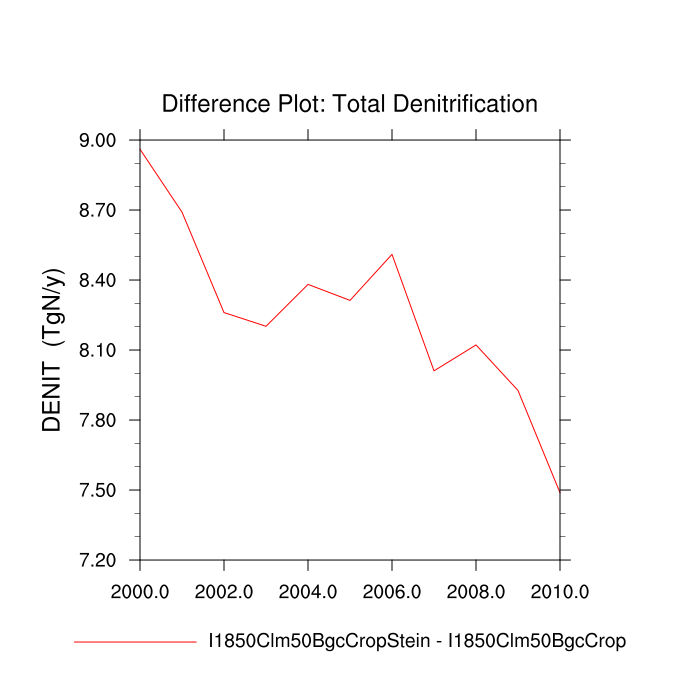 Difference Plot: Total Denitrification
9.00
8.70
8.40
8.10
7.80
7.50
7.20
DENIT (TgN/y)
2000.0 2002.0 2004.0 2006.0 2008.0 2010.0
I1850Clm50BgcCropStein - I1850Clm50BgcCrop